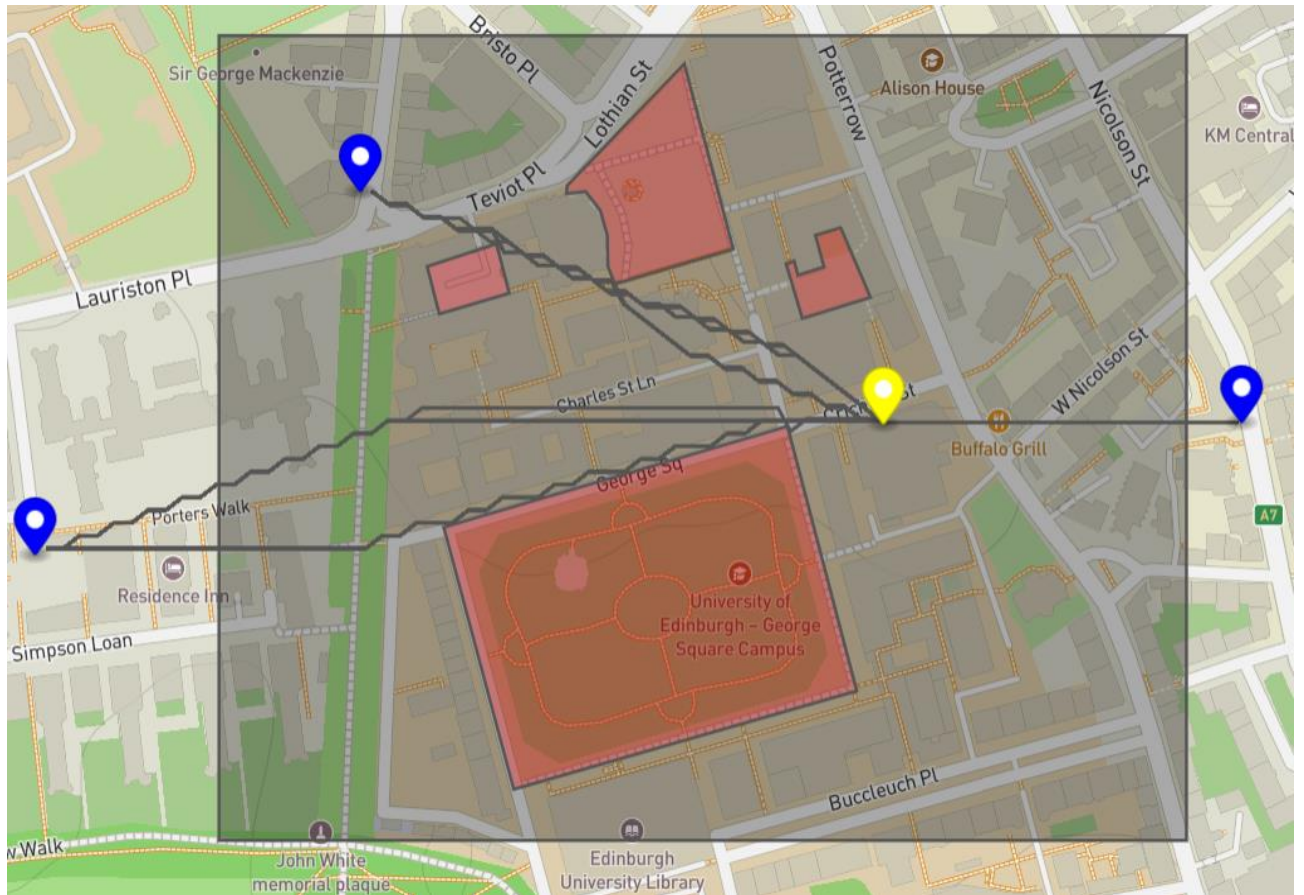 Bristo Pl
Sir George Mackenzie
Lothian St
Potterrow
Alison House
Nicolson St
KM Central
Teviot Pl
Lauriston Pl
Charles St Ln
W Nicolson St
Buffalo Grill
George Sq
Porters Walk
A7
Residence Inn
University of
Edinburgh – George
Square Campus
Simpson Loan
Buccleuch Pl
w Walk
John White
memorial plaque
Edinburgh
University Library